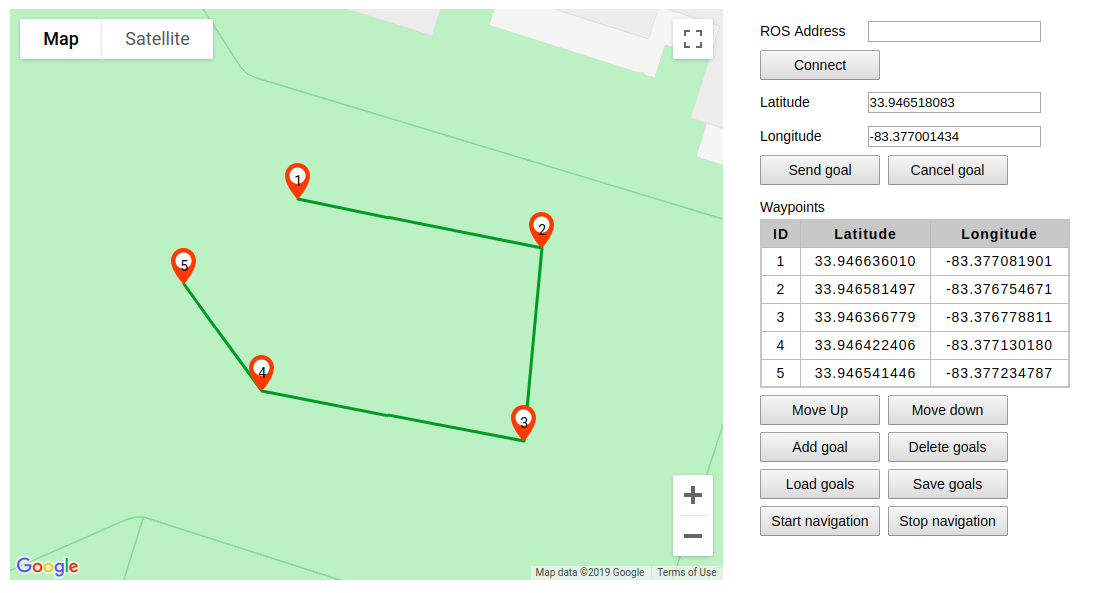 Map Satellite
1
2
5
4
3
Google
Map data ©2019 Google Terms of Use
ROS Address
Connect
Latitude 33.946518083
Longitude -83.377001434
Send goal Cancel goal
Waypoints
ID Latitude Longitude
1 33.946636010 -83.377081901
2 33.946581497 -83.376754671
3 33.946366779 -83.376778811
4 33.946422406 -83.377130180
5 33.946541446 -83.377234787
Move Up Move down
Add goal Delete goals
Load goals Save goals
Start navigation Stop navigation